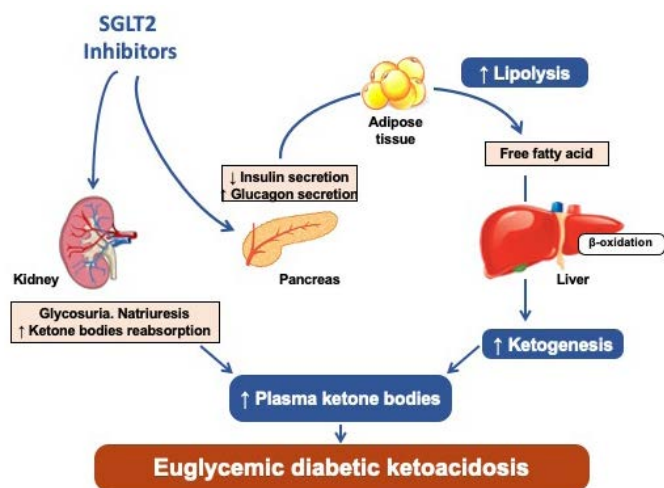 SGLT2
Inhibitors
↑ Lipolysis
Adipose
tissue
Free fatty acid
↓ Insulin secretion
↑ Glucagon secretion
β-oxidation
Kidney
Pancreas
Liver
Glycosuria. Natriuresis
↑ Ketone bodies reabsorption
↑ Ketogenesis
↑ Plasma ketone bodies
Euglycemic diabetic ketoacidosis